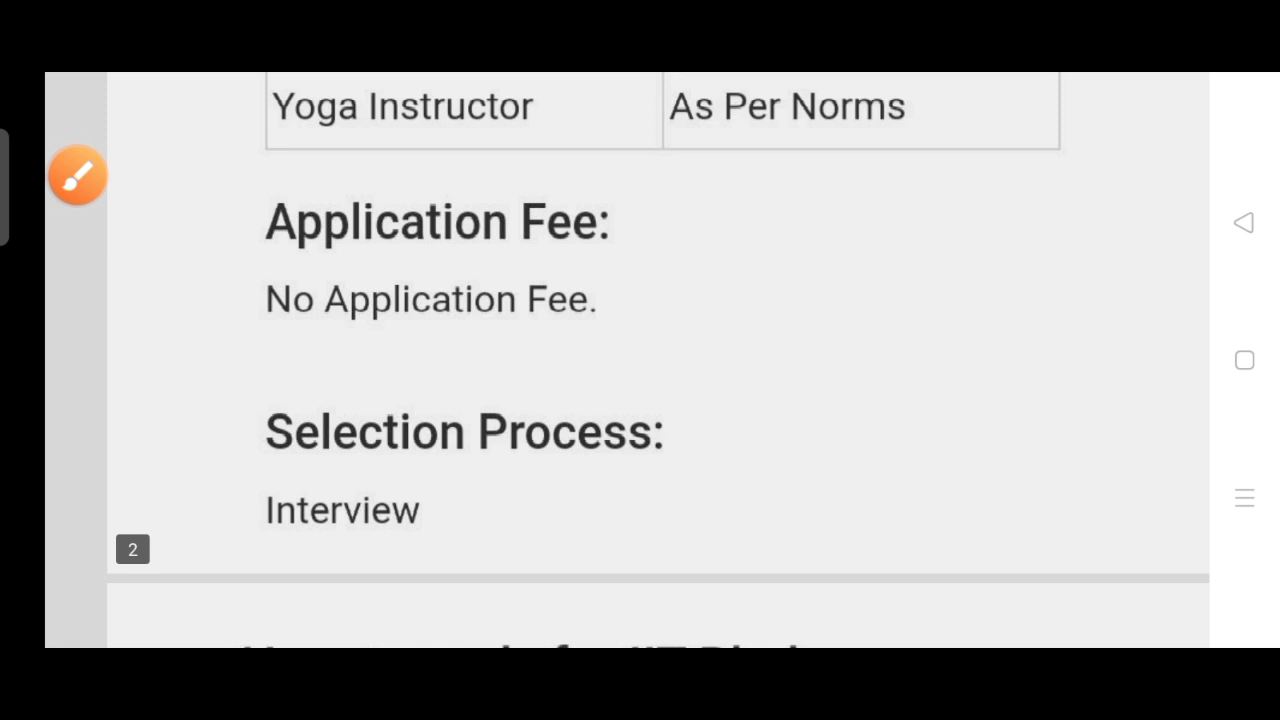 Yoga Instructor As Per Norms
Application Fee:
No Application Fee.
Selection Process:
Interview
2